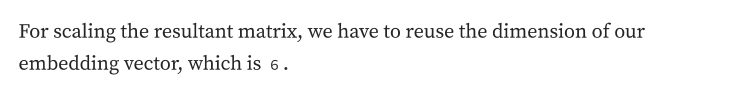 For scaling the resultant matrix, we have to reuse the dimension of our
embedding vector, which is 6.